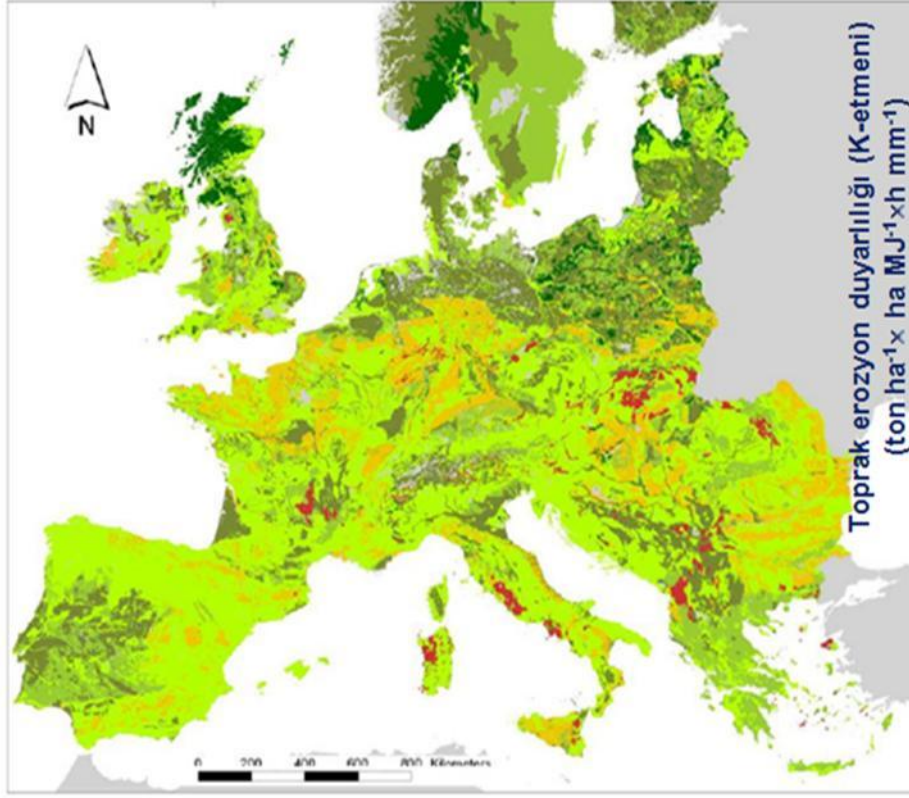 N
Toprak erozyon duyarlılığı (K-etmeni)
(ton ha⁻¹× ha MJ⁻¹×h mm⁻¹)
0 200 400 600 800 Kilometers